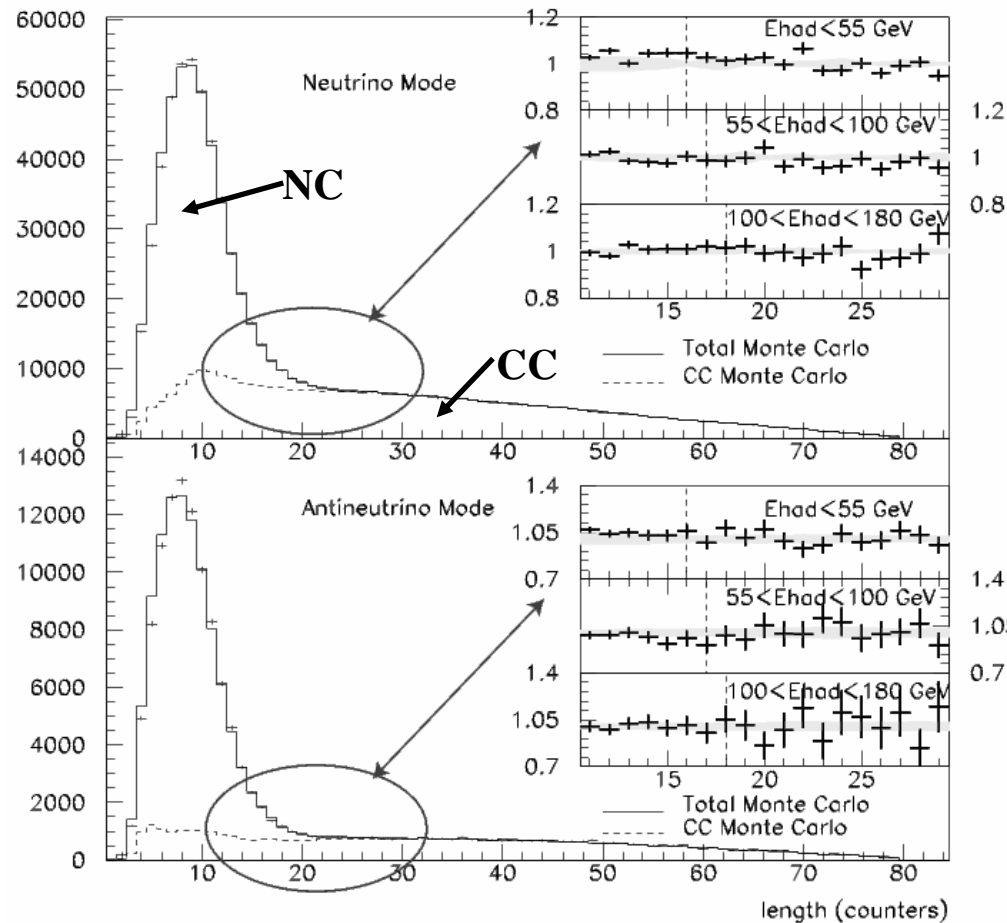 60000
50000
40000
30000
20000
10000
0
Neutrino Mode
NC
CC
1.2
1
0.8
Ehad<55 GeV
1.2
1
0.8
55<Ehad<100 GeV
1.2
1
0.8
100<Ehad<180 GeV
15 20 25
Total Monte Carlo
CC Monte Carlo
0 10 20 30 40 50 60 70 80
14000
12000
10000
8000
6000
4000
2000
0
Antineutrino Mode
1.4
1.05
0.7
Ehad<55 GeV
1.4
1.0
0.7
55<Ehad<100 GeV
1.4
1.05
0.7
100<Ehad<180 GeV
15 20 25
Total Monte Carlo
CC Monte Carlo
0 10 20 30 40 50 60 70 80
length (counters)